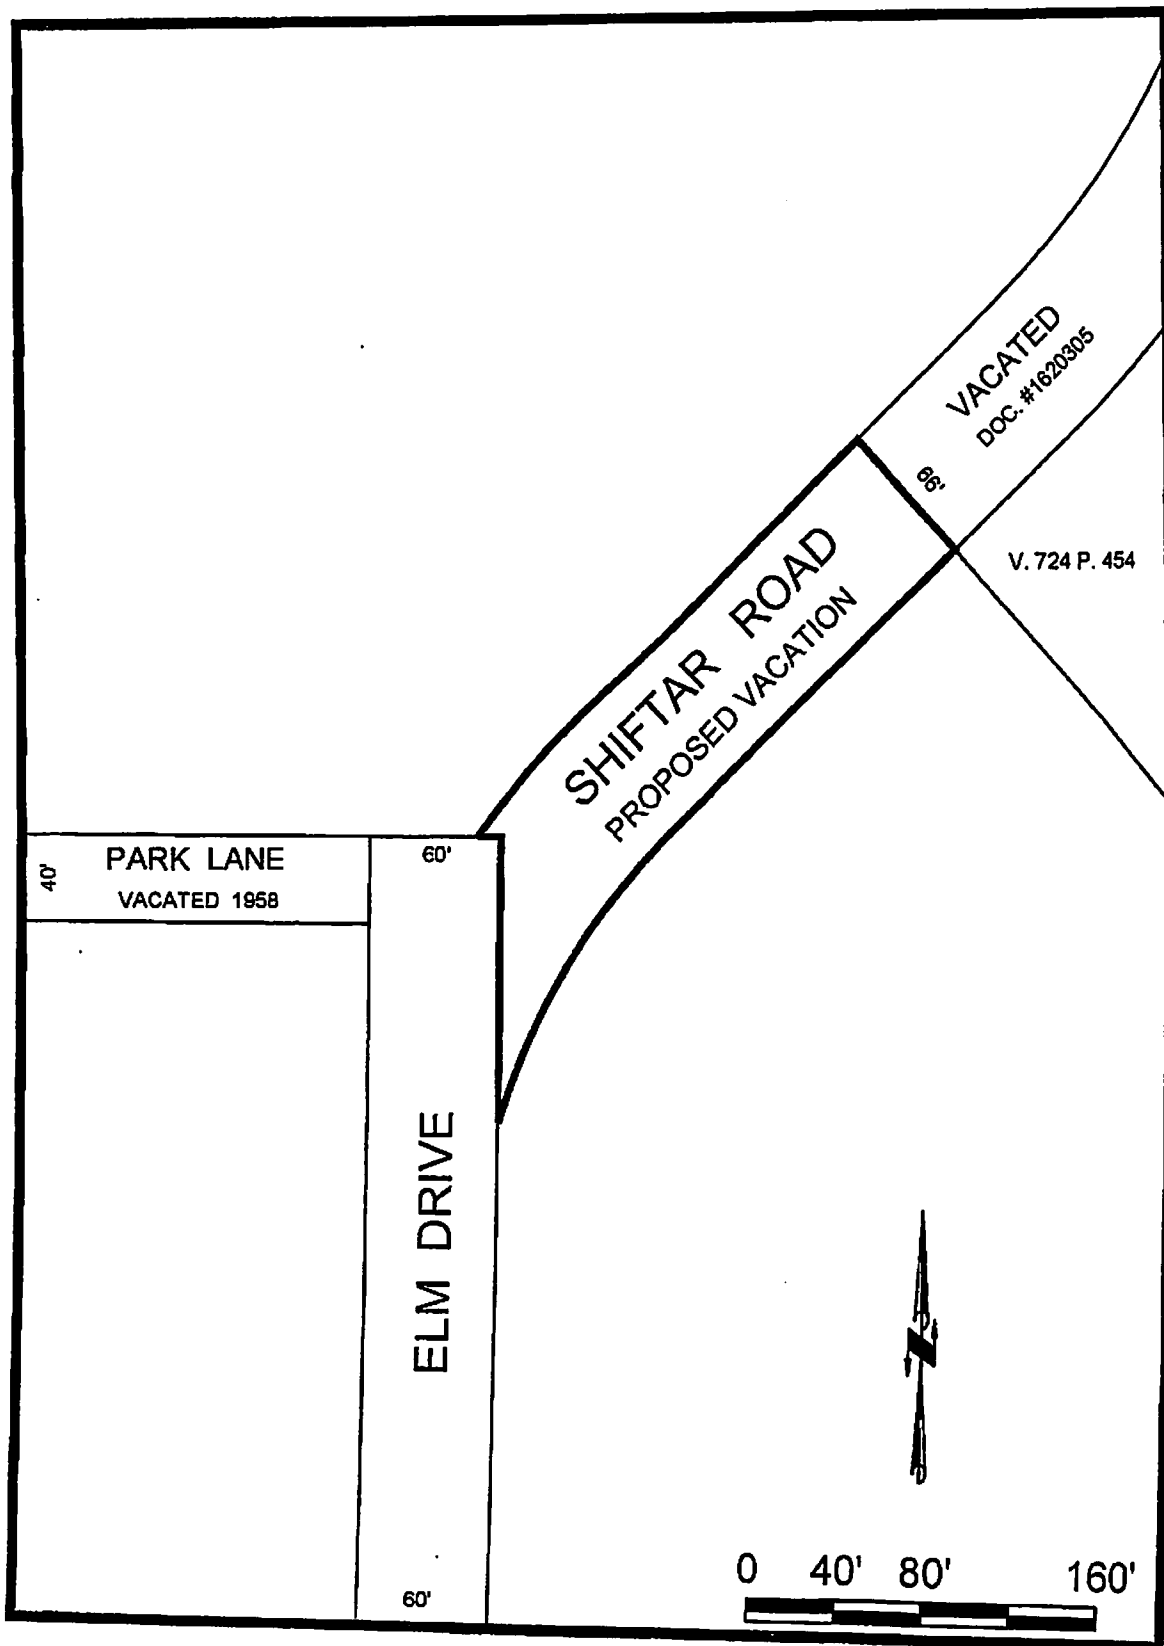 VACATED
DOC. #1620305
66'
V. 724 P. 454
SHIFTAR ROAD
PROPOSED VACATION
PARK LANE
VACATED 1958
40'
60'
ELM DRIVE
60'
0 40' 80' 160'